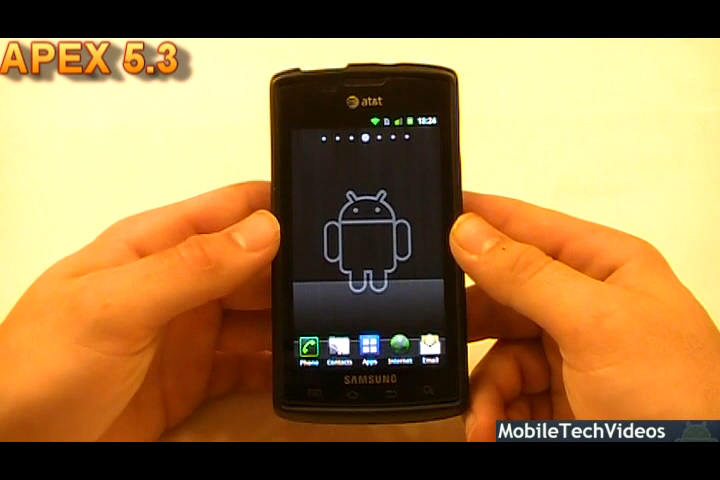 APEX 5.3
at&t
18:24
Phone Contacts Apps Internet Email
SAMSUNG
MobileTechVideos